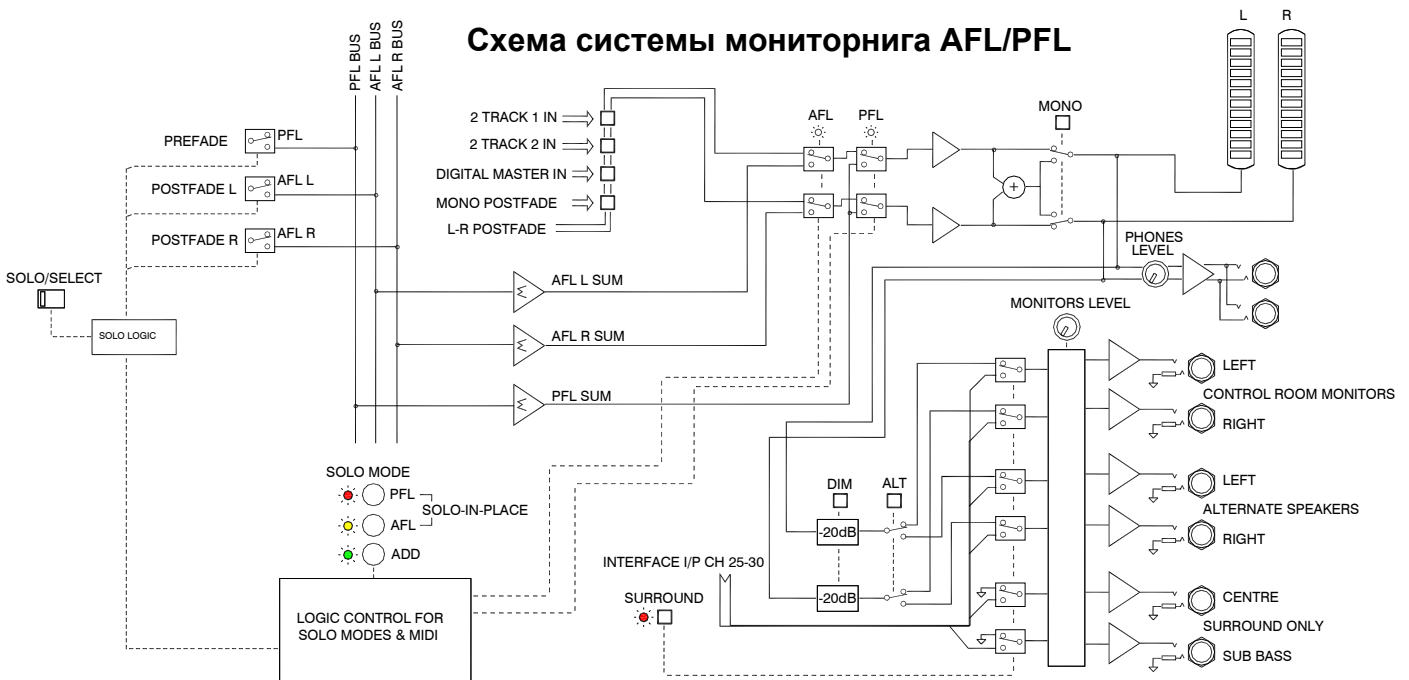 Схема системы мониторнига AFL/PFL
L R
PFL BUS
AFL L BUS
AFL R BUS
2 TRACK 1 IN
2 TRACK 2 IN
DIGITAL MASTER IN
MONO POSTFADE
L-R POSTFADE
AFL PFL
MONO
PREFADE PFL
POSTFADE L AFL L
POSTFADE R AFL R
SOLO/SELECT
SOLO LOGIC
AFL L SUM
AFL R SUM
PFL SUM
PHONES
LEVEL
MONITORS LEVEL
LEFT
CONTROL ROOM MONITORS
RIGHT
LEFT
ALTERNATE SPEAKERS
RIGHT
CENTRE
SURROUND ONLY
SUB BASS
SOLO MODE
PFL
SOLO-IN-PLACE
AFL
ADD
DIM ALT
-20dB
-20dB
INTERFACE I/P CH 25-30
SURROUND
LOGIC CONTROL FOR
SOLO MODES & MIDI